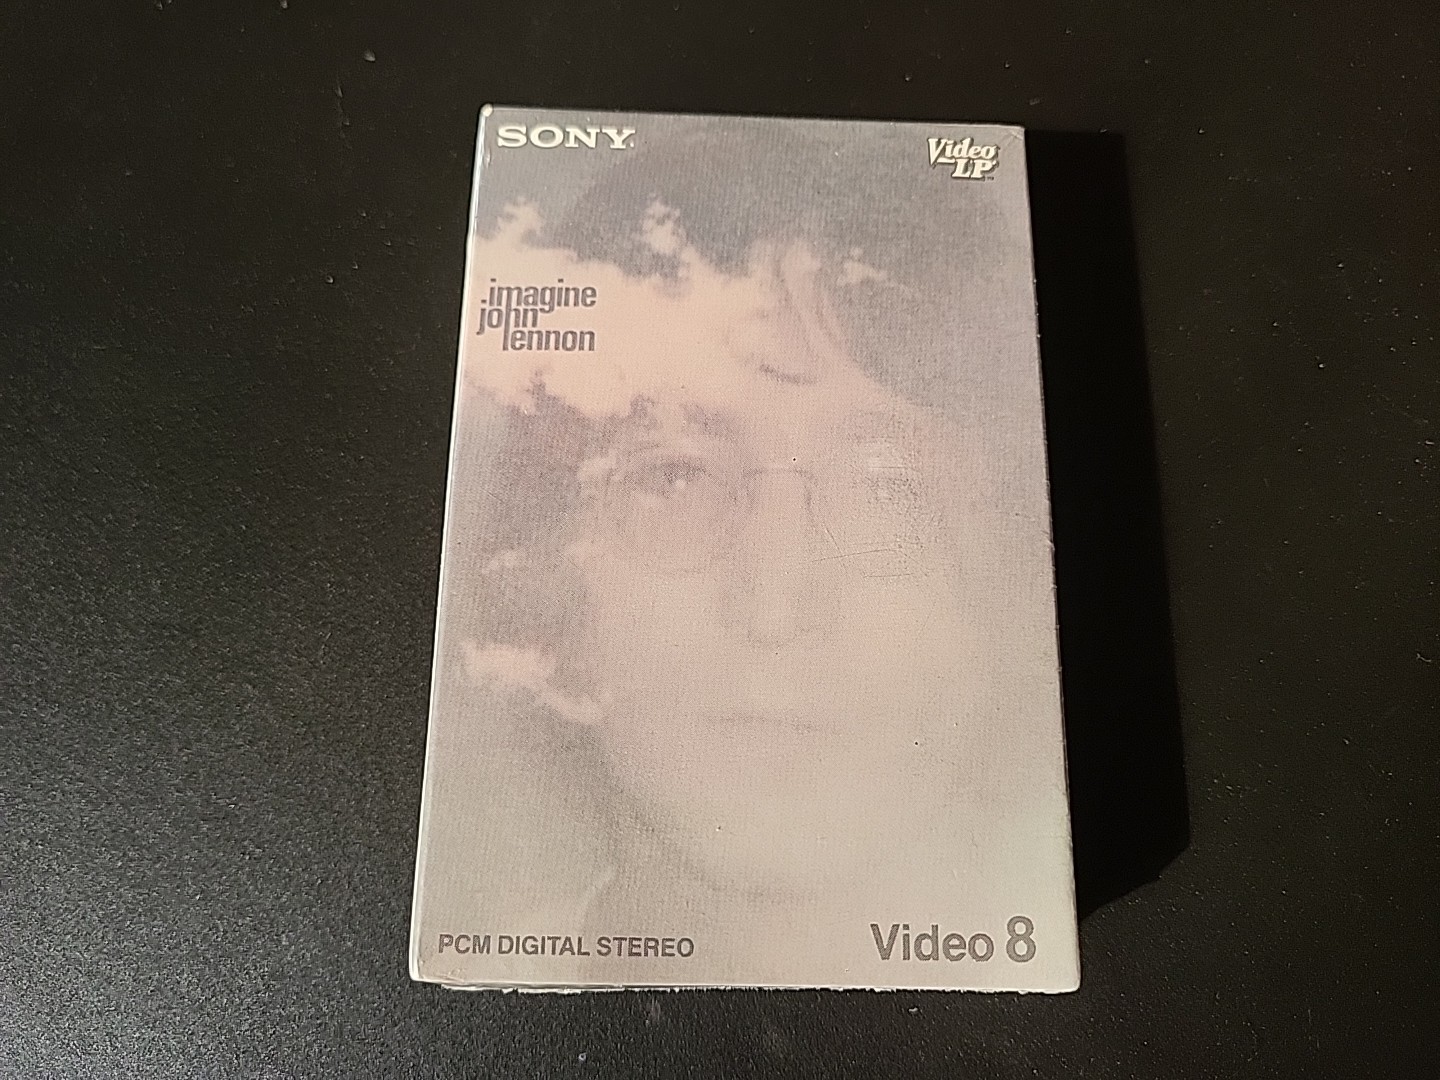 SONY
Video
LP
imagine
john
lennon
PCM DIGITAL STEREO
Video 8